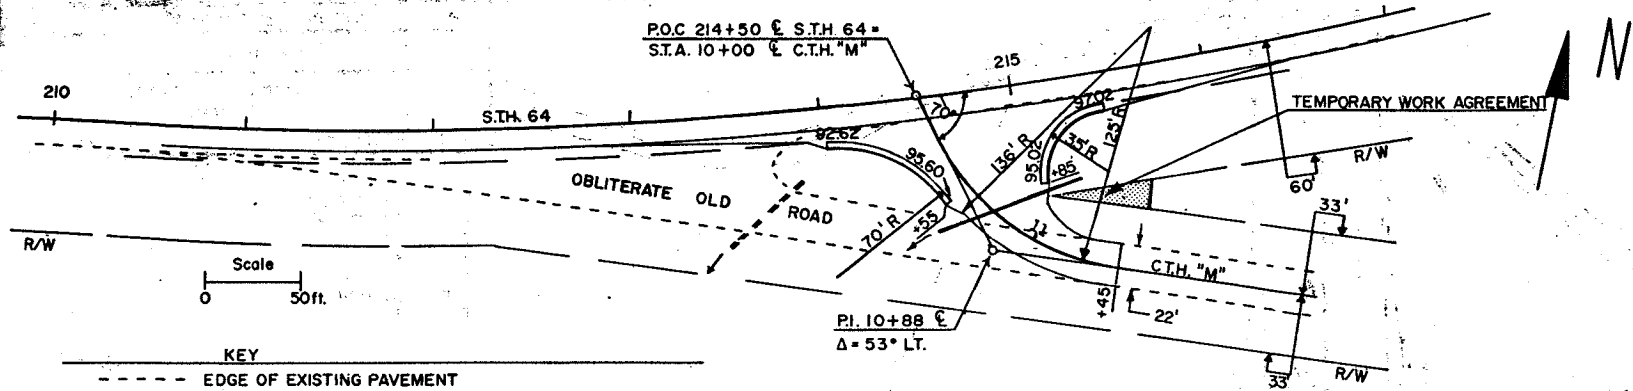 P.O.C 214+50 ℄ S.T.H. 64 =
S.T.A. 10+00 ℄ C.T.H. "M"
N
210
215
S.T.H. 64
70°
97.02
92.62
95.60
95.02
136' R
35' R
125' R
+85
TEMPORARY WORK AGREEMENT
R/W
60'
OBLITERATE OLD ROAD
70' R
+55
33'
R/W
Scale
0 50ft.
C.T.H. "M"
+45
22'
P.I. 10+88 ℄
Δ = 53° LT.
33'
R/W
KEY
EDGE OF EXISTING PAVEMENT